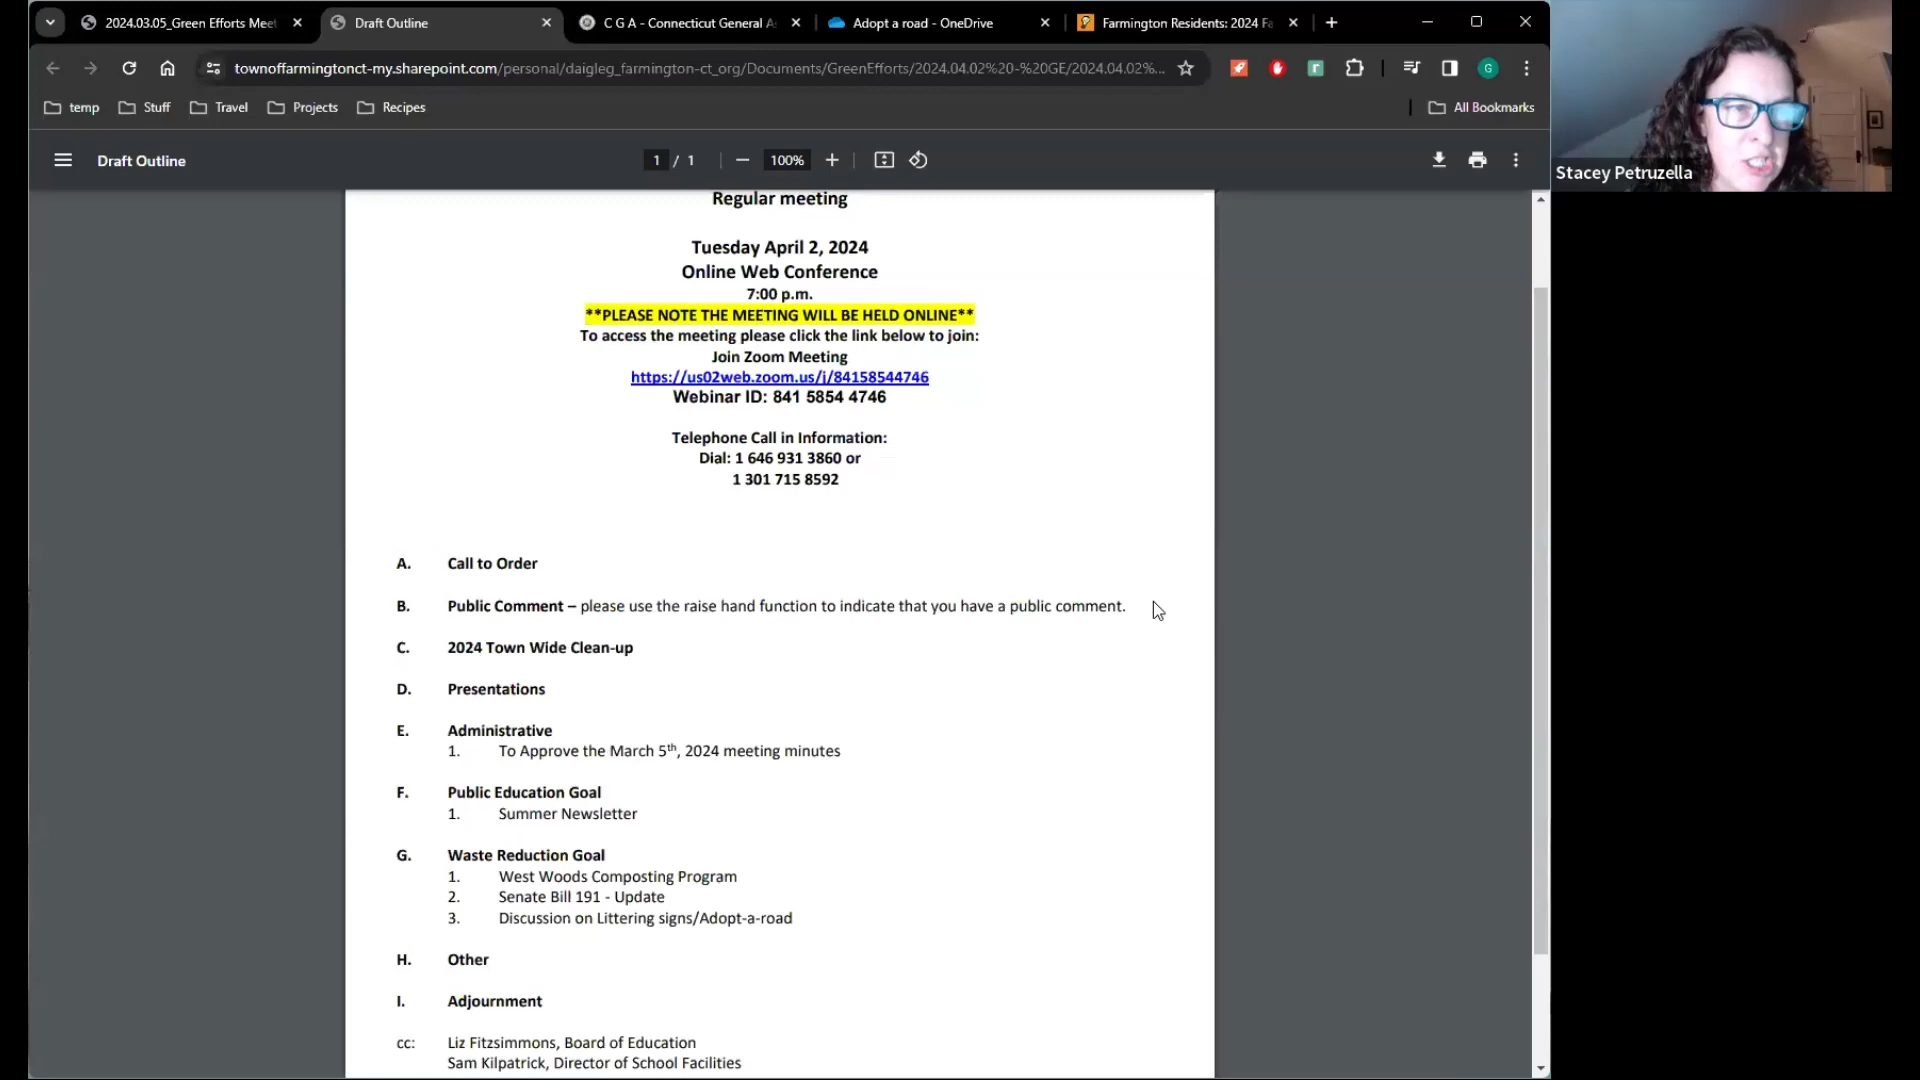 2024.03.05_Green Efforts Meet
Draft Outline
C G A - Connecticut General A
Adopt a road - OneDrive
Farmington Residents: 2024 Fa
townoffarmingtonct-my.sharepoint.com/personal/daigleg_farmington-ct_org/Documents/GreenEfforts/2024.04.02%20-%20GE/2024.04.02%...
G
temp
Stuff
Travel
Projects
Recipes
All Bookmarks
Draft Outline
1 / 1
100%
Stacey Petruzella
Regular meeting
Tuesday April 2, 2024
Online Web Conference
7:00 p.m.
**PLEASE NOTE THE MEETING WILL BE HELD ONLINE**
To access the meeting please click the link below to join:
Join Zoom Meeting
https://us02web.zoom.us/j/84158544746
Webinar ID: 841 5854 4746
Telephone Call in Information:
Dial: 1 646 931 3860 or
1 301 715 8592
A. Call to Order
B. Public Comment – please use the raise hand function to indicate that you have a public comment.
C. 2024 Town Wide Clean-up
D. Presentations
E. Administrative
1. To Approve the March 5th, 2024 meeting minutes
F. Public Education Goal
1. Summer Newsletter
G. Waste Reduction Goal
1. West Woods Composting Program
2. Senate Bill 191 - Update
3. Discussion on Littering signs/Adopt-a-road
H. Other
I. Adjournment
cc: Liz Fitzsimmons, Board of Education
Sam Kilpatrick, Director of School Facilities